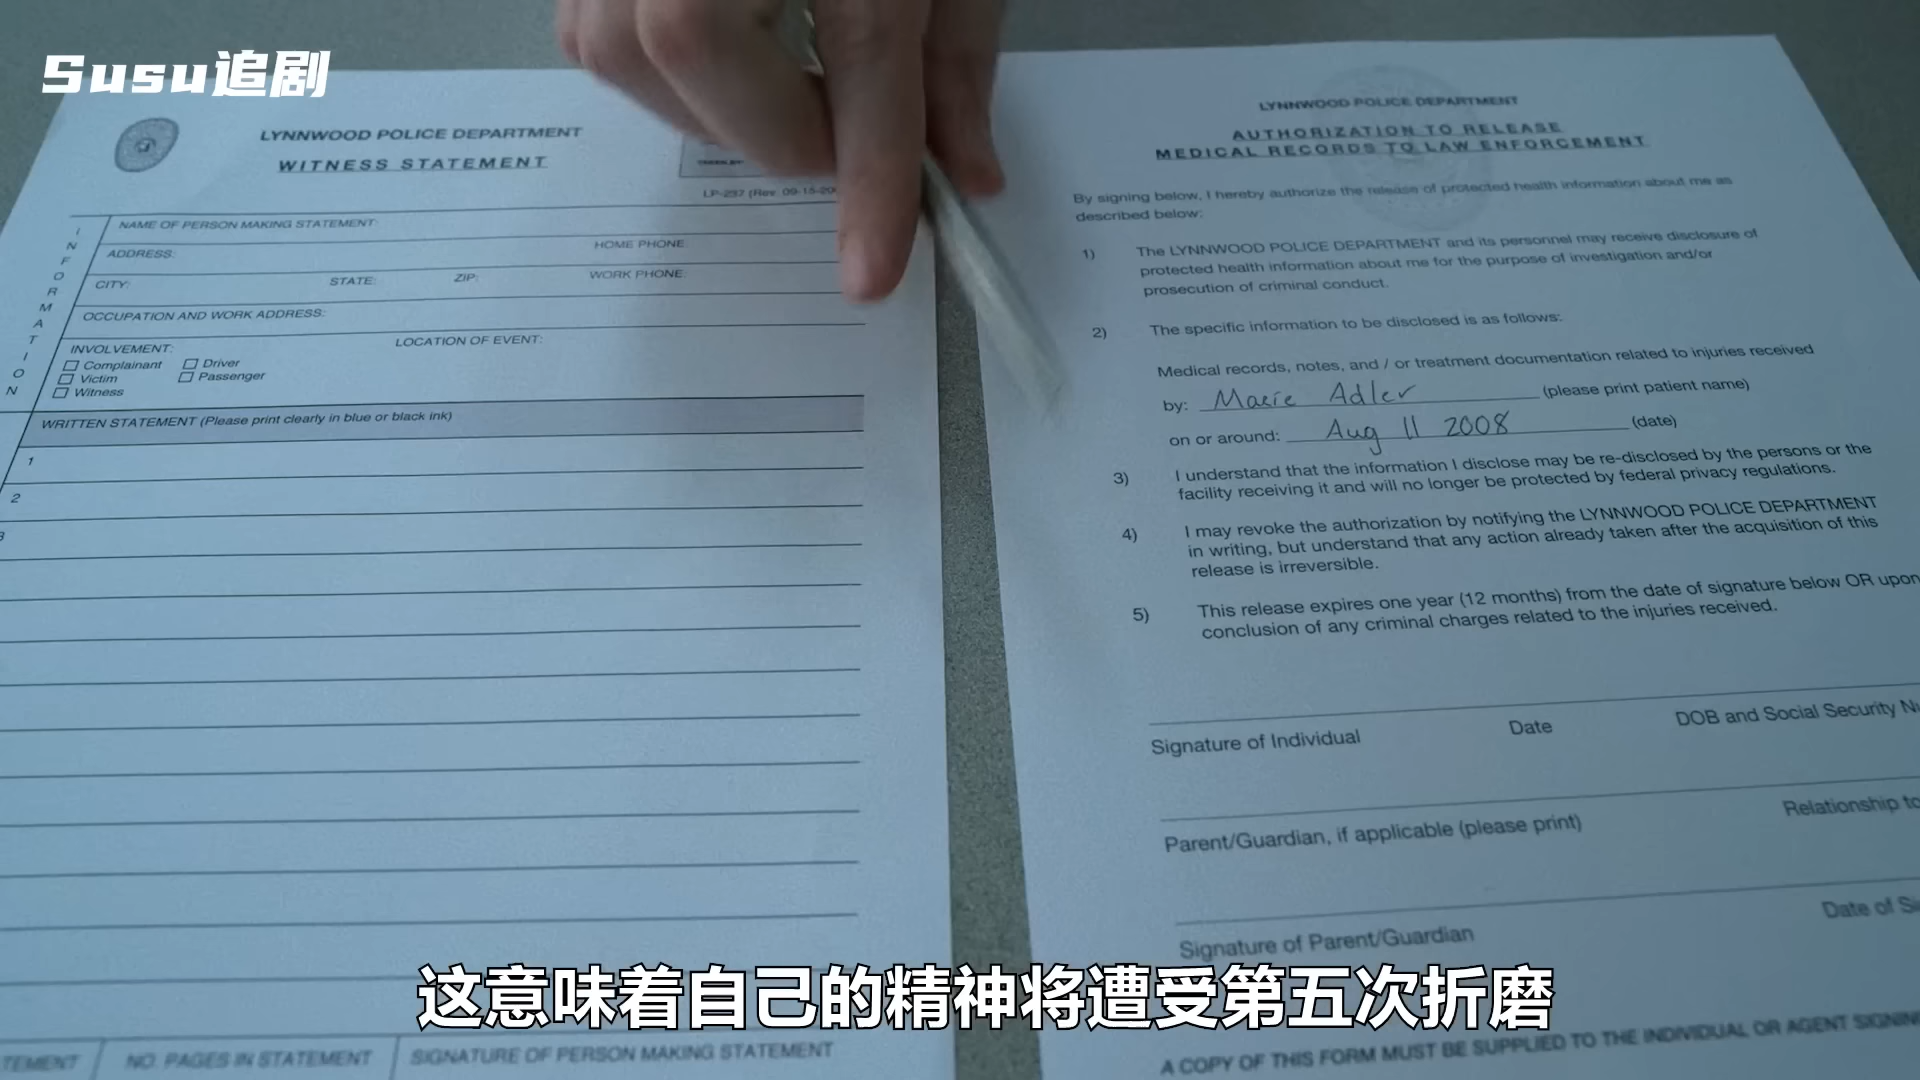 Susu追剧
LYNNWOOD POLICE DEPARTMENT
WITNESS STATEMENT
LP-237 (Rev. 09-15-20
INFORMATION
NAME OF PERSON MAKING STATEMENT:
ADDRESS:
HOME PHONE:
CITY:
STATE:
ZIP:
WORK PHONE:
OCCUPATION AND WORK ADDRESS:
INVOLVEMENT:
LOCATION OF EVENT:
Complainant
Driver
Victim
Passenger
Witness
WRITTEN STATEMENT (Please print clearly in blue or black ink)
1
2
3
TEMENT
NO. PAGES IN STATEMENT
SIGNATURE OF PERSON MAKING STATEMENT
LYNNWOOD POLICE DEPARTMENT
AUTHORIZATION TO RELEASE
MEDICAL RECORDS TO LAW ENFORCEMENT
By signing below, I hereby authorize the release of protected health information about me as
described below:
1) The LYNNWOOD POLICE DEPARTMENT and its personnel may receive disclosure of
protected health information about me for the purpose of investigation and/or
prosecution of criminal conduct.
2) The specific information to be disclosed is as follows:
Medical records, notes, and / or treatment documentation related to injuries received
by: Marie Adler (please print patient name)
on or around: Aug 11 2008 (date)
3) I understand that the information I disclose may be re-disclosed by the persons or the
facility receiving it and will no longer be protected by federal privacy regulations.
4) I may revoke the authorization by notifying the LYNNWOOD POLICE DEPARTMENT
in writing, but understand that any action already taken after the acquisition of this
release is irreversible.
5) This release expires one year (12 months) from the date of signature below OR upon
conclusion of any criminal charges related to the injuries received.
Signature of Individual
Date
DOB and Social Security Nu
Parent/Guardian, if applicable (please print)
Relationship to
Signature of Parent/Guardian
Date of Si
A COPY OF THIS FORM MUST BE SUPPLIED TO THE INDIVIDUAL OR AGENT SIGNIN
这意味着自己的精神将遭受第五次折磨